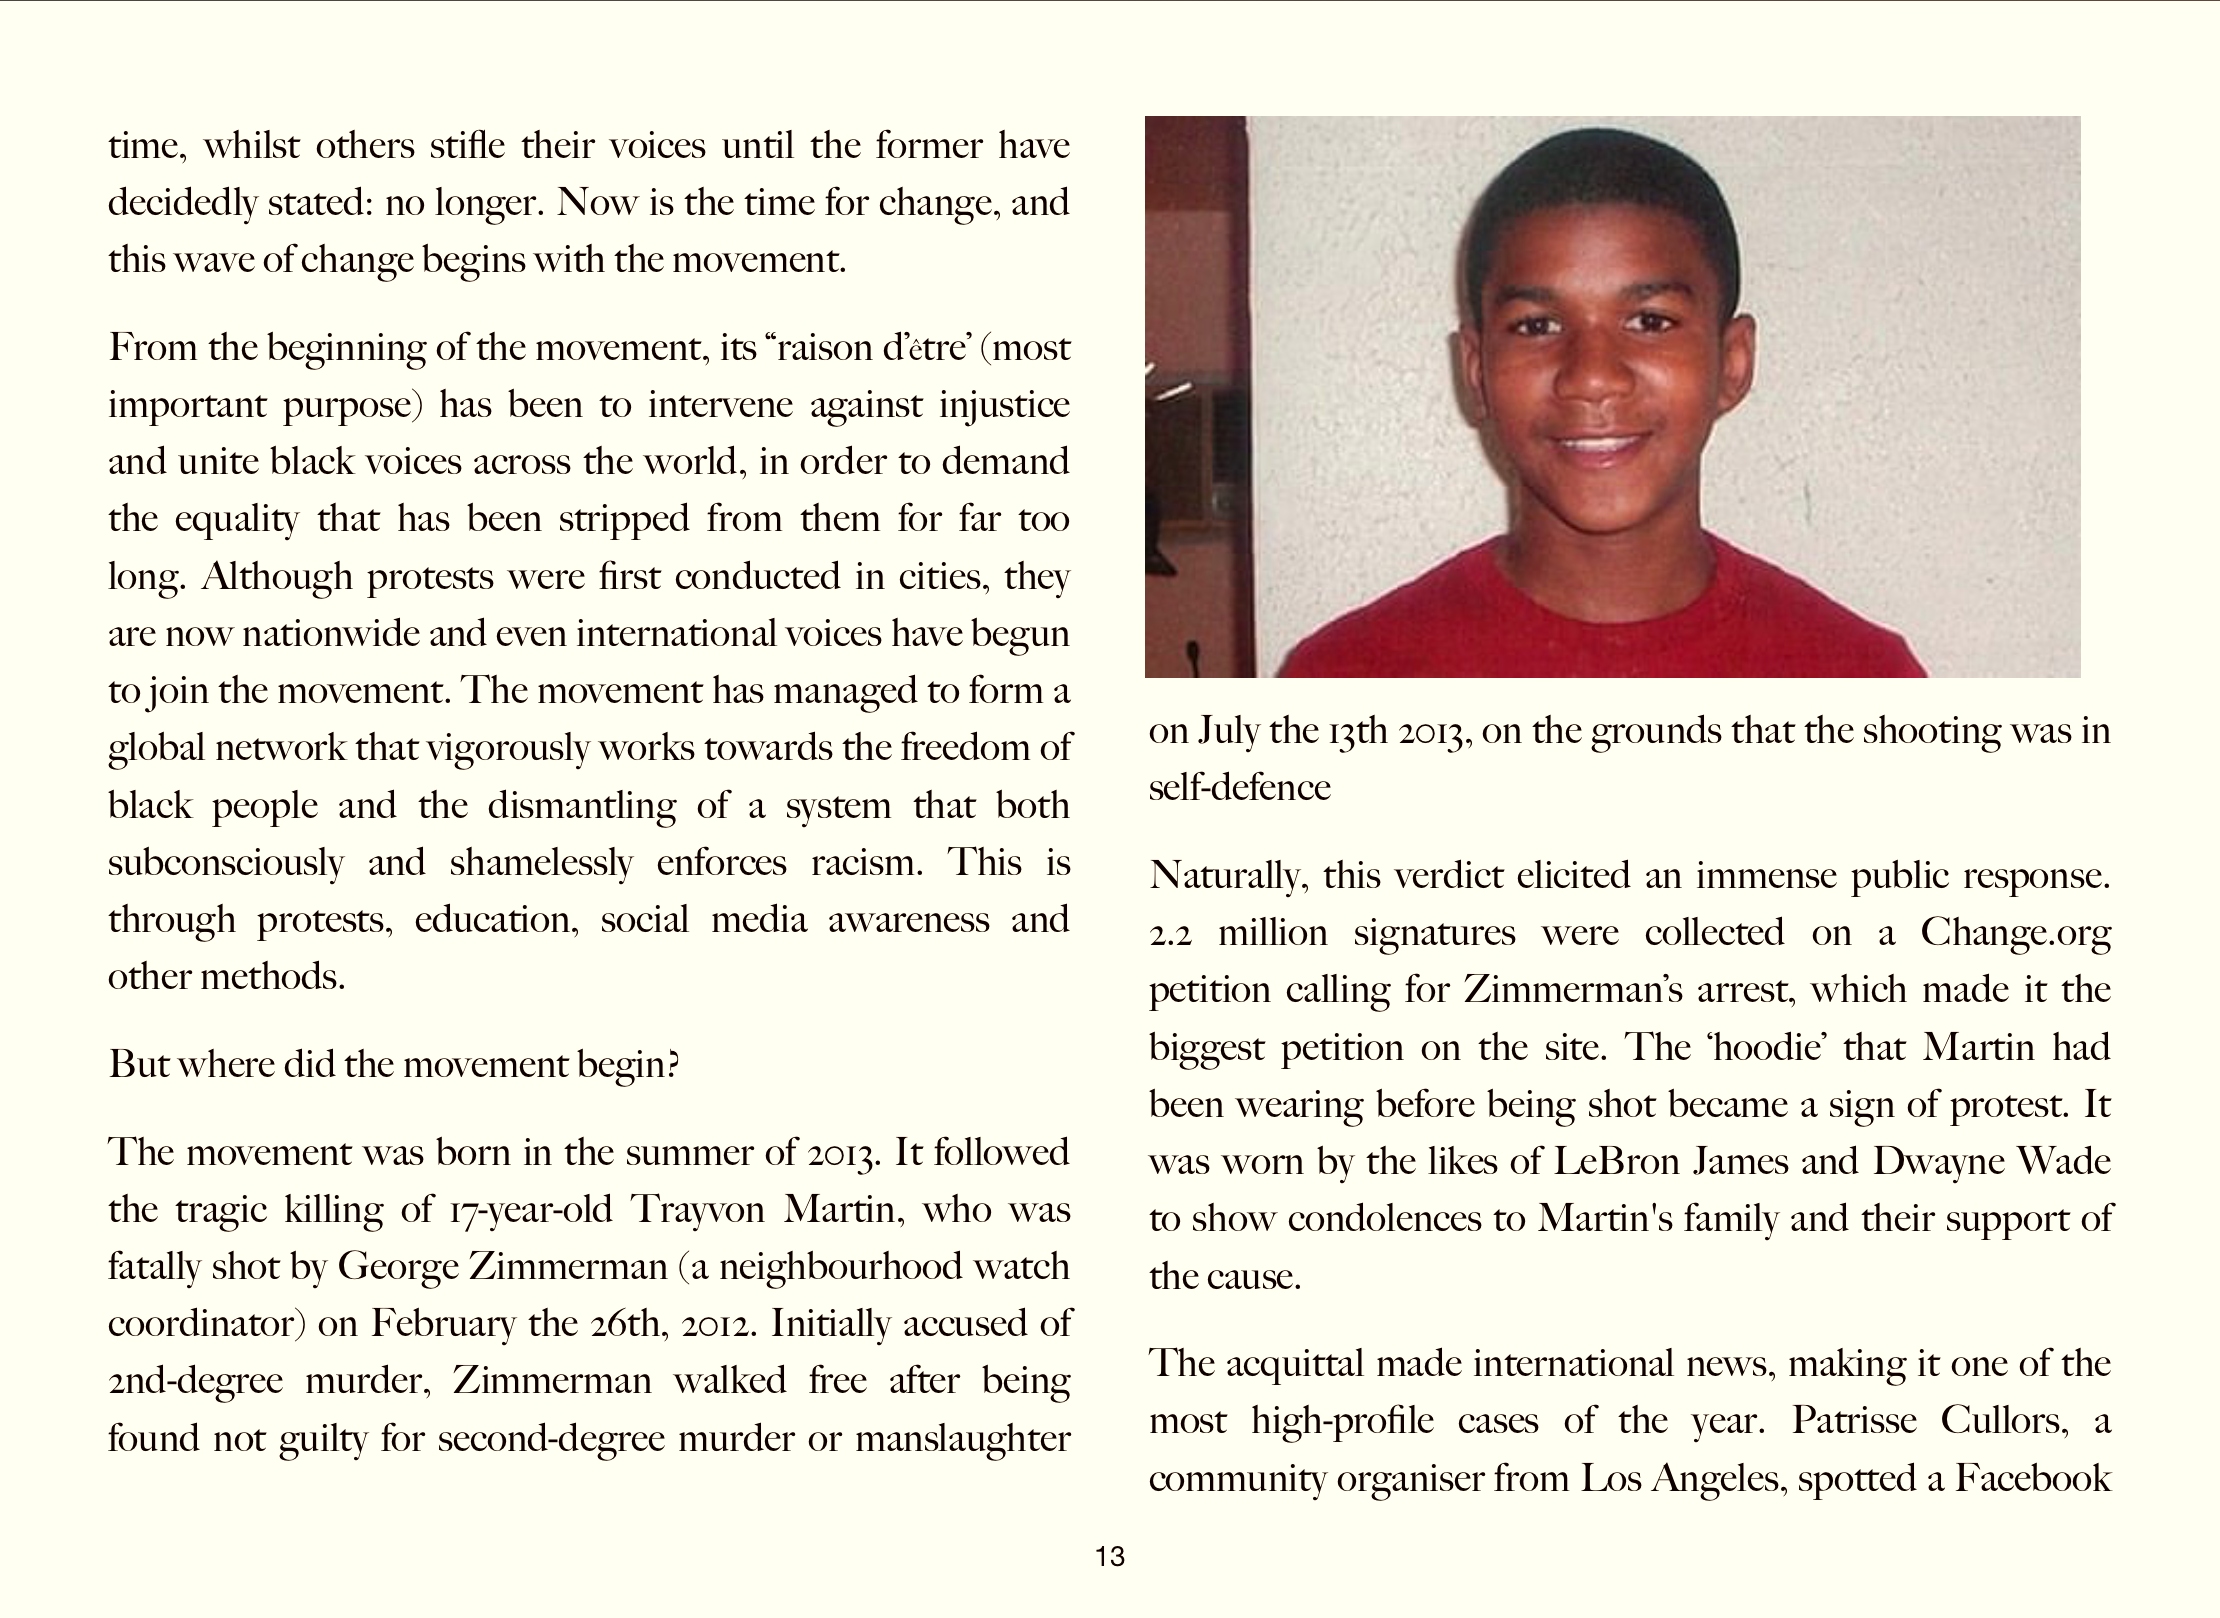 time, whilst others stifle their voices until the former have
decidedly stated: no longer. Now is the time for change, and
this wave of change begins with the movement.
From the beginning of the movement, its “raison d’être’ (most
important purpose) has been to intervene against injustice
and unite black voices across the world, in order to demand
the equality that has been stripped from them for far too
long. Although protests were first conducted in cities, they
are now nationwide and even international voices have begun
to join the movement. The movement has managed to form a
global network that vigorously works towards the freedom of
black people and the dismantling of a system that both
subconsciously and shamelessly enforces racism. This is
through protests, education, social media awareness and
other methods.
But where did the movement begin?
The movement was born in the summer of 2013. It followed
the tragic killing of 17-year-old Trayvon Martin, who was
fatally shot by George Zimmerman (a neighbourhood watch
coordinator) on February the 26th, 2012. Initially accused of
2nd-degree murder, Zimmerman walked free after being
found not guilty for second-degree murder or manslaughter
on July the 13th 2013, on the grounds that the shooting was in
self-defence
Naturally, this verdict elicited an immense public response.
2.2 million signatures were collected on a Change.org
petition calling for Zimmerman’s arrest, which made it the
biggest petition on the site. The ‘hoodie’ that Martin had
been wearing before being shot became a sign of protest. It
was worn by the likes of LeBron James and Dwayne Wade
to show condolences to Martin's family and their support of
the cause.
The acquittal made international news, making it one of the
most high-profile cases of the year. Patrisse Cullors, a
community organiser from Los Angeles, spotted a Facebook
13